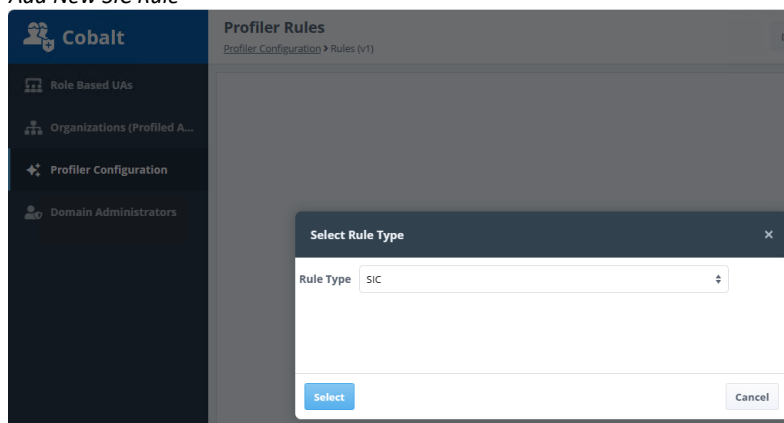 Add New SIC Rule
Cobalt
Profiler Rules
Profiler Configuration > Rules (v1)
Role Based UAs
Organizations (Profiled A...
Profiler Configuration
Domain Administrators
Select Rule Type
×
Rule Type SIC
Select
Cancel